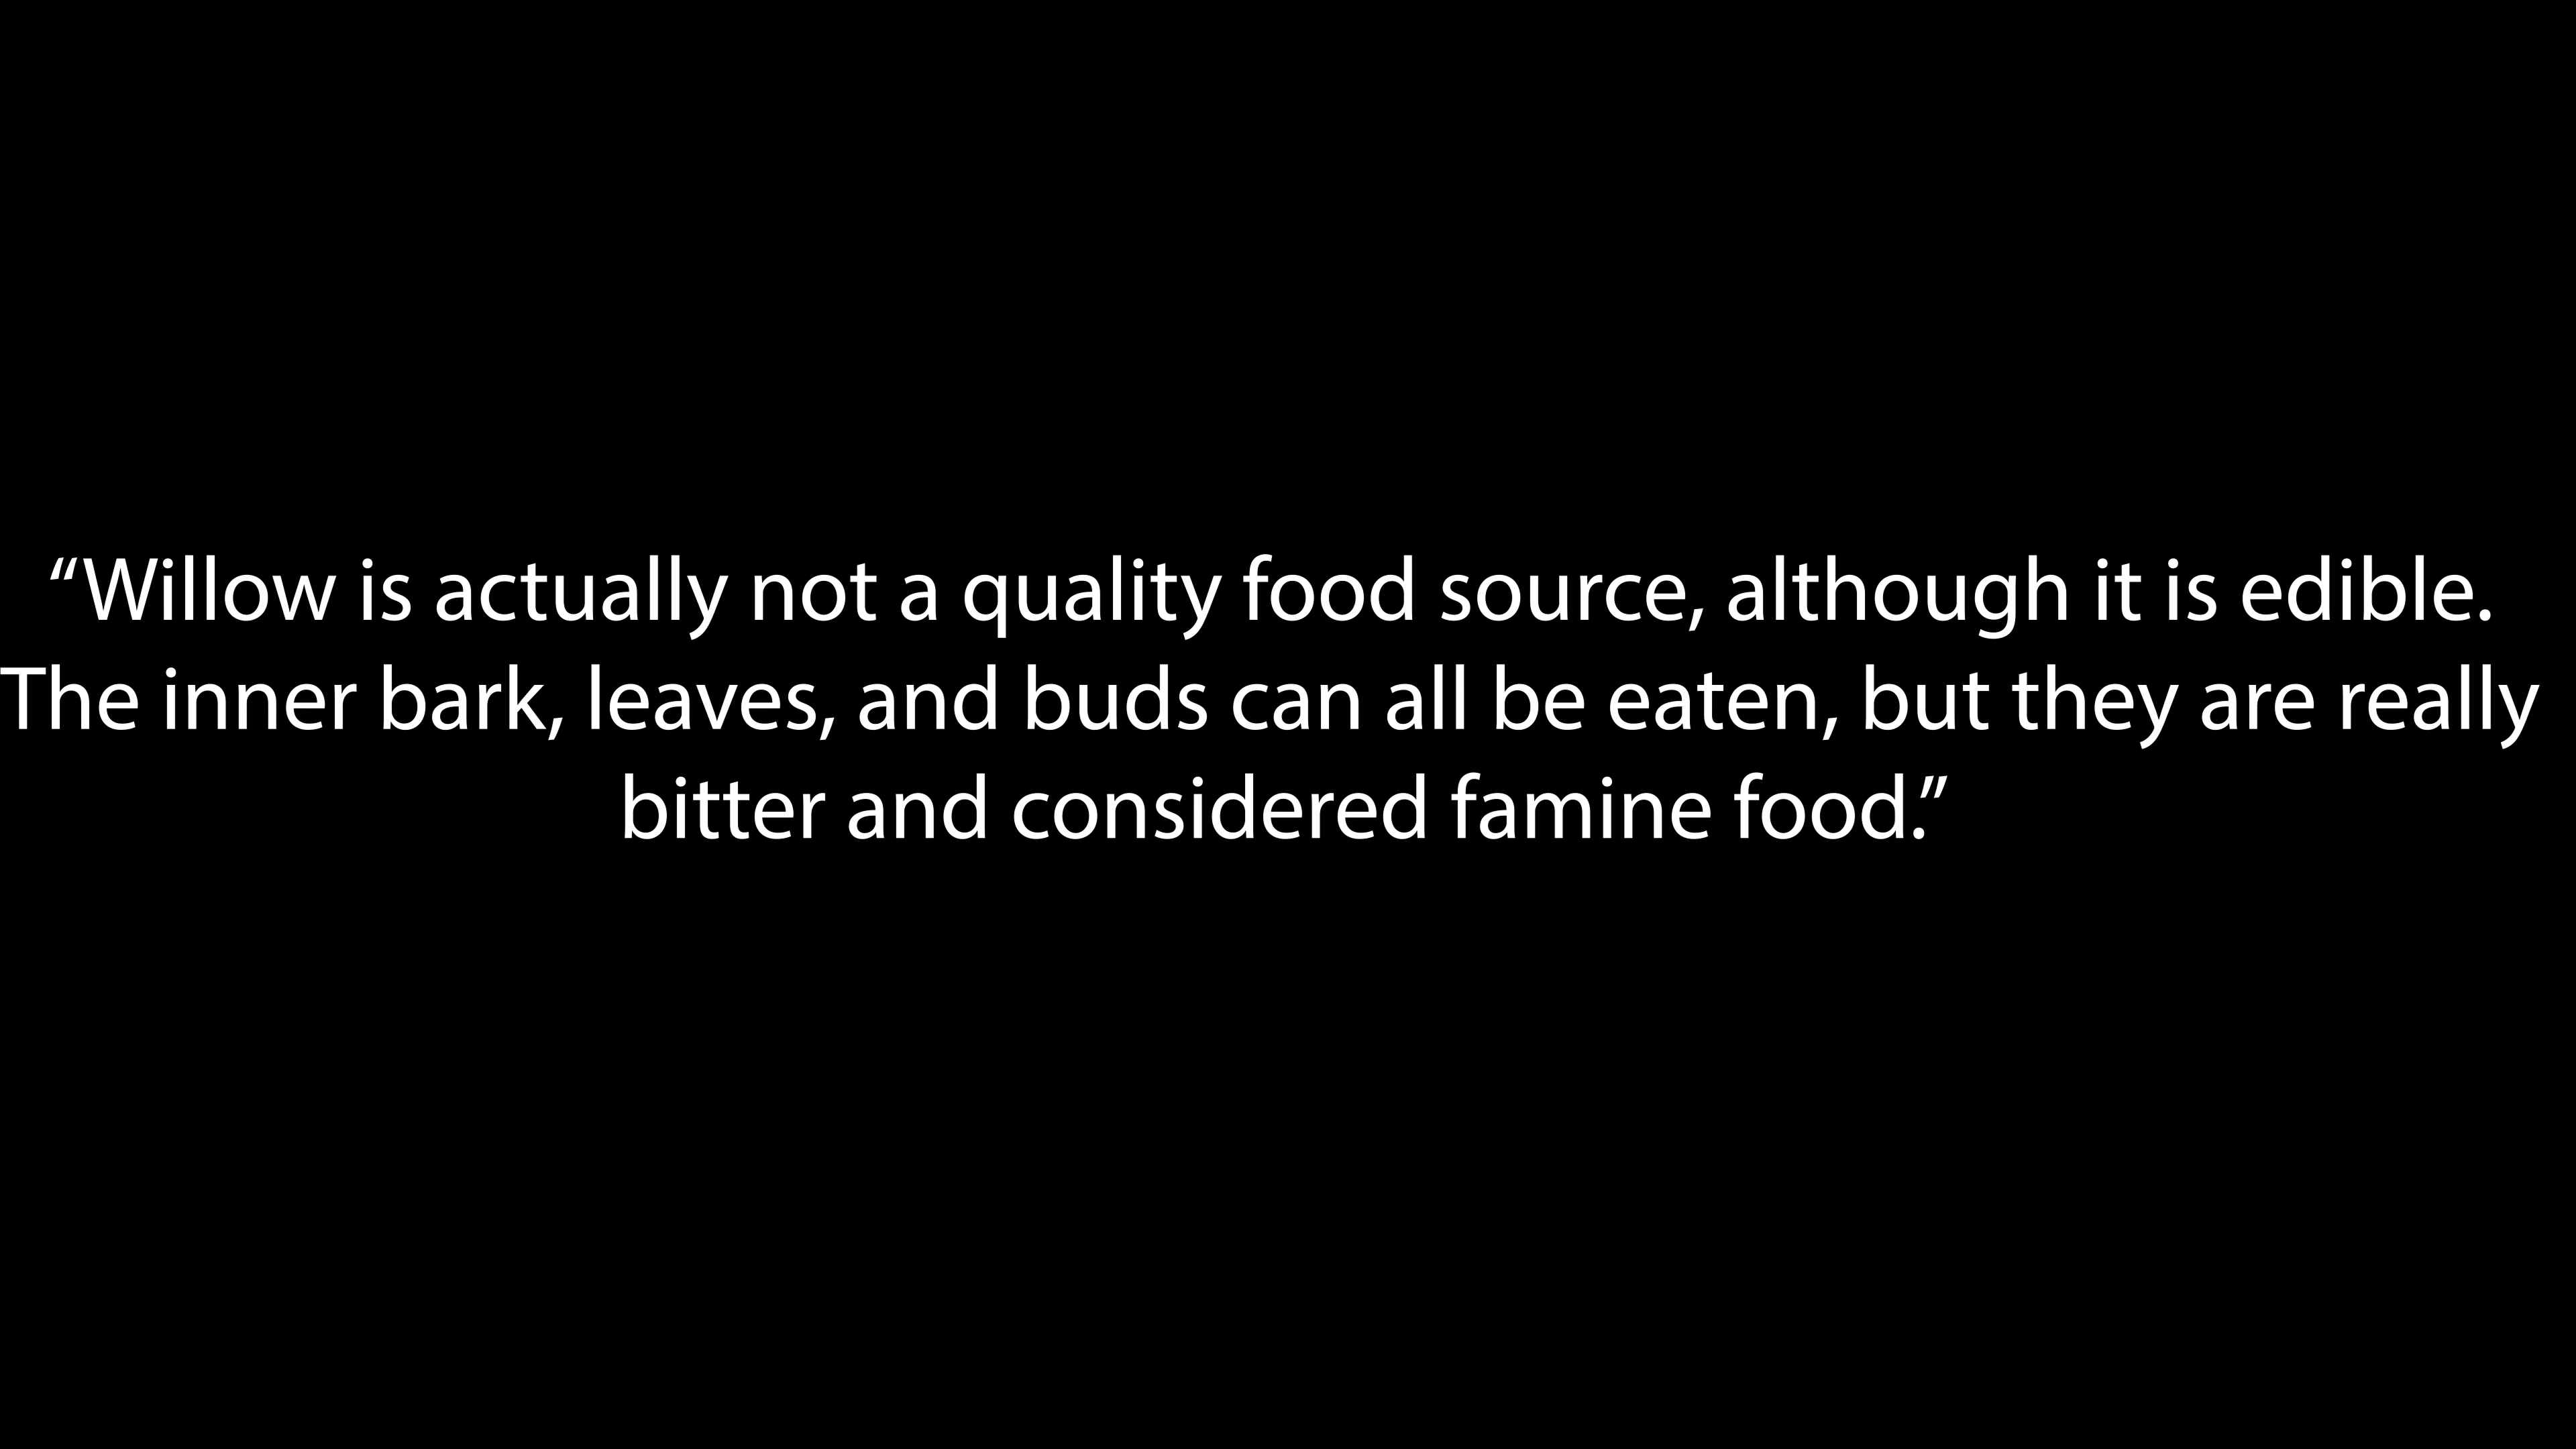 “Willow is actually not a quality food source, although it is edible.
The inner bark, leaves, and buds can all be eaten, but they are really
bitter and considered famine food.”